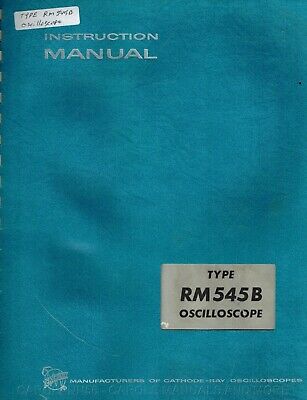 TYPE RM545B
OSCILLOSCOPE
INSTRUCTION
MANUAL
TYPE
RM545B
OSCILLOSCOPE
MANUFACTURERS OF CATHODE-RAY OSCILLOSCOPES